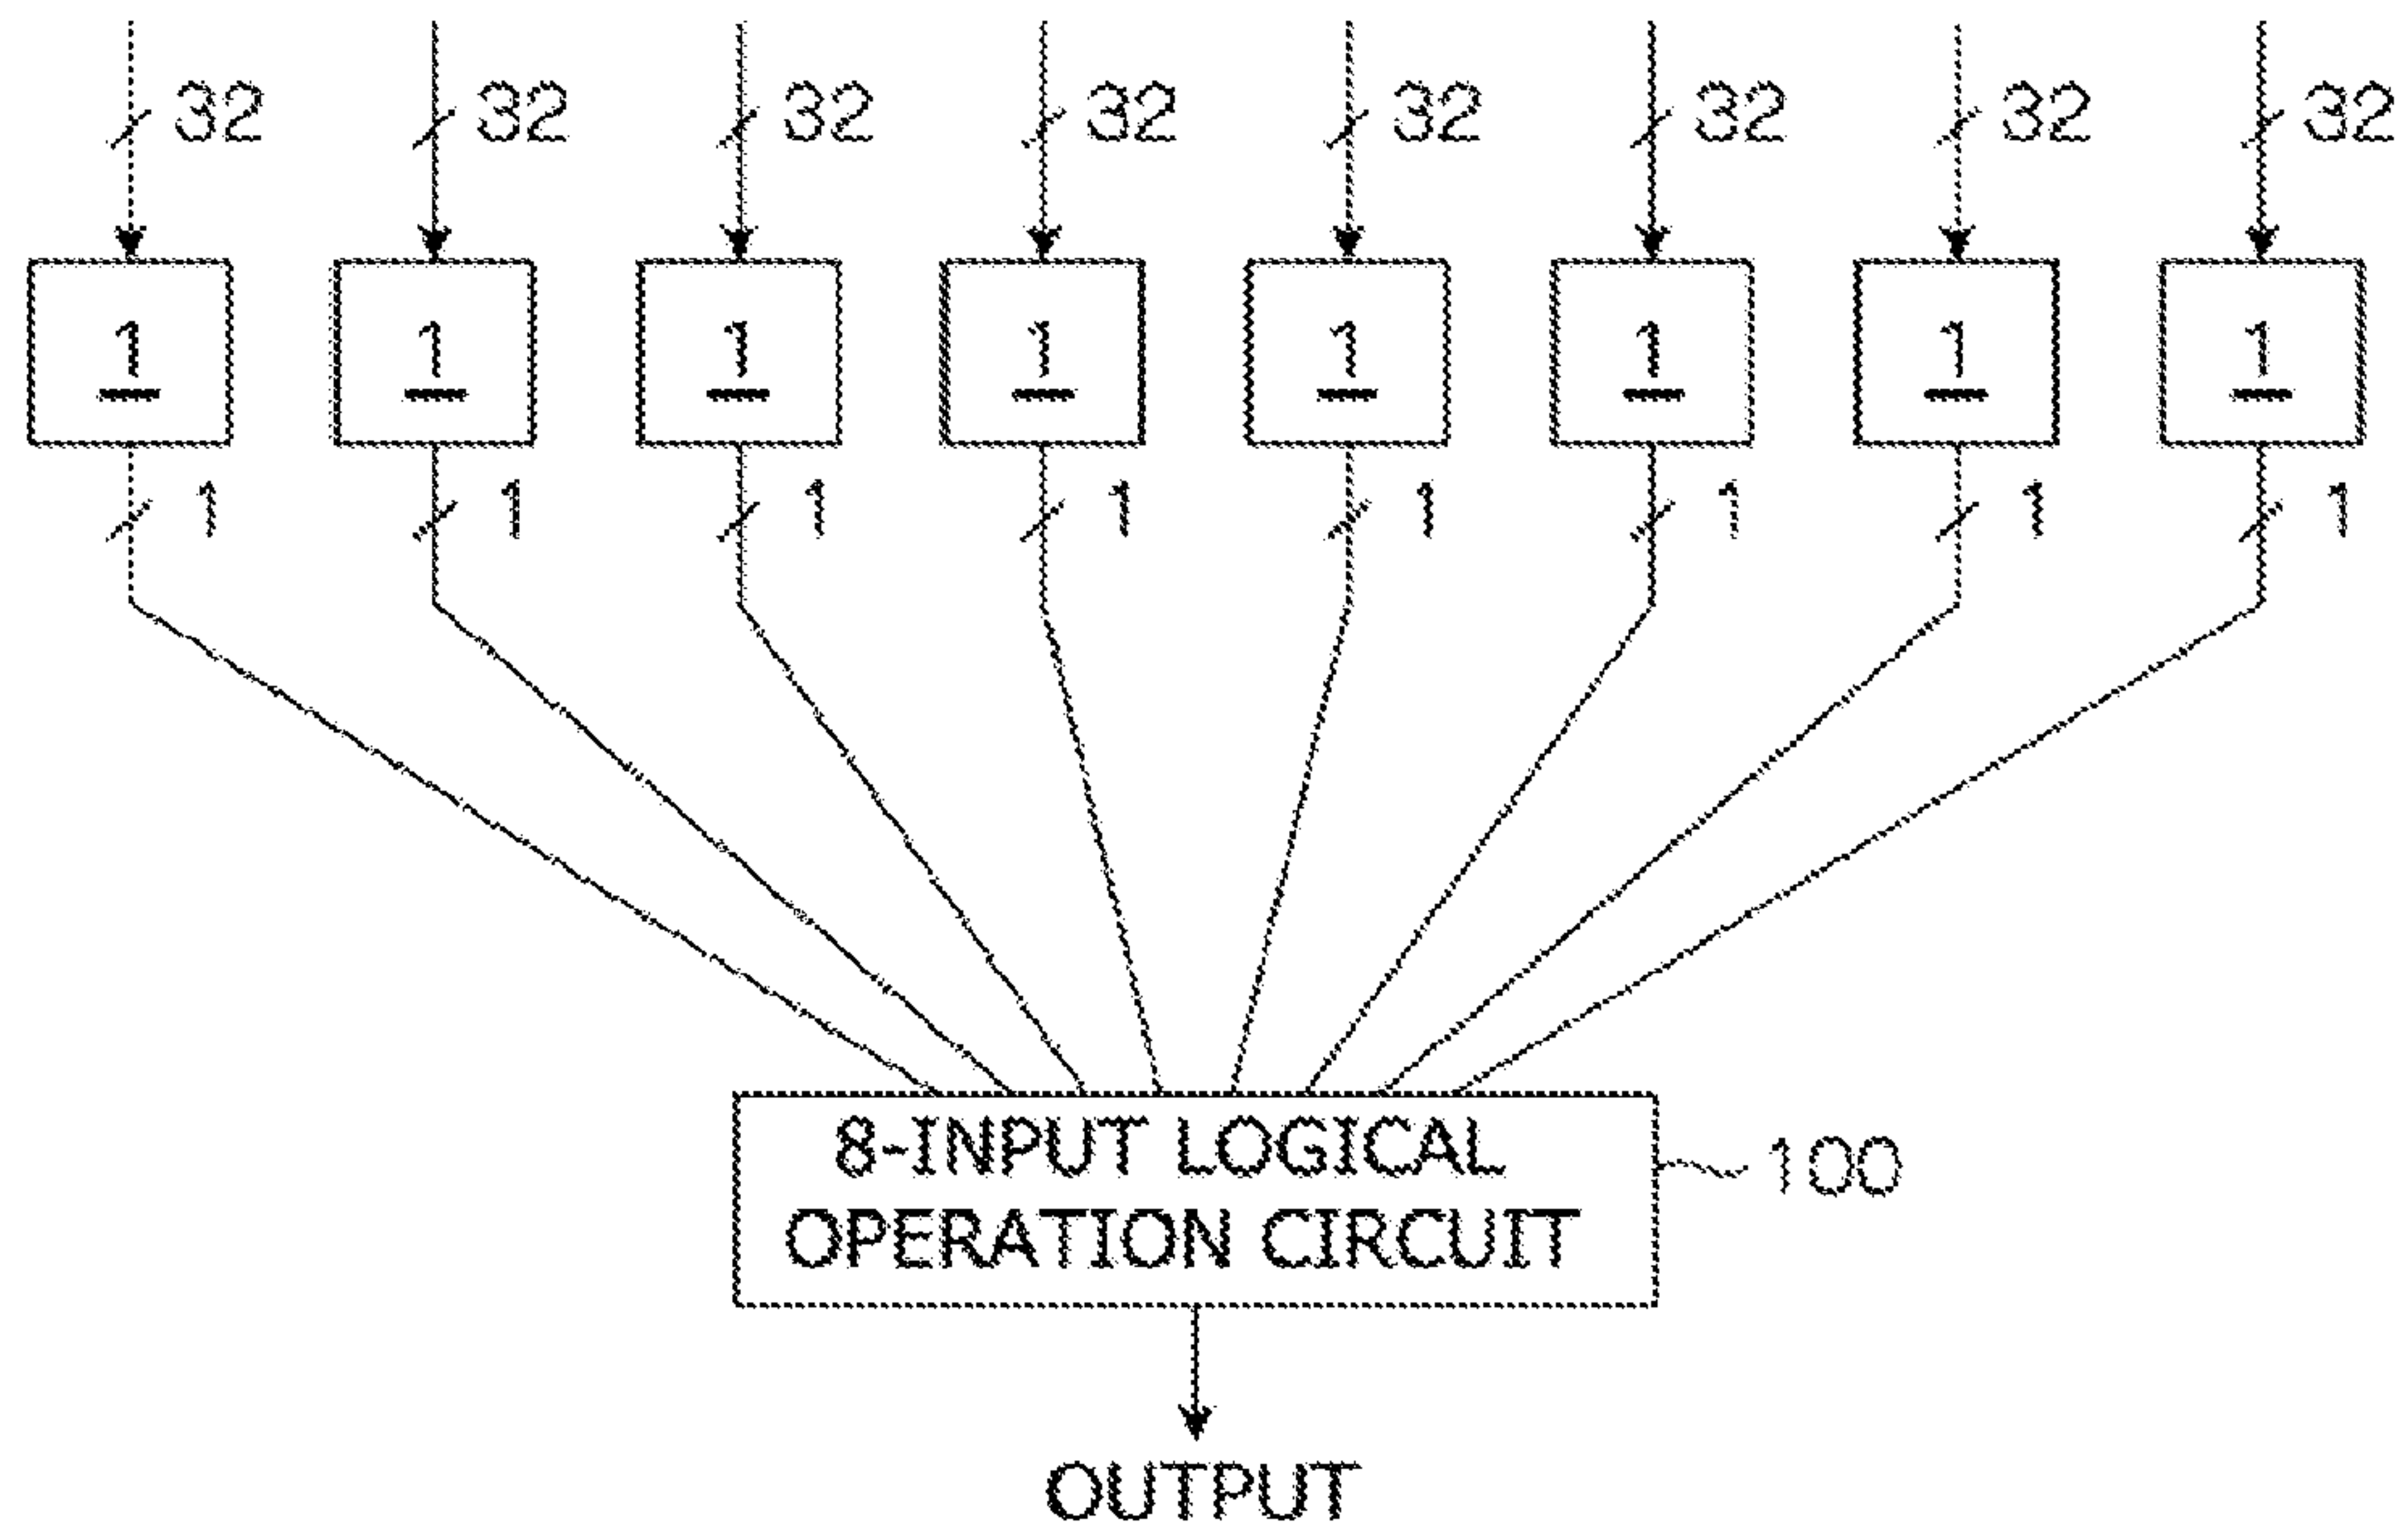 32 32 32 32 32 32 32 32
1 1 1 1 1 1 1 1
1 1 1 1 1 1 1 1
8-INPUT LOGICAL
OPERATION CIRCUIT
100
OUTPUT